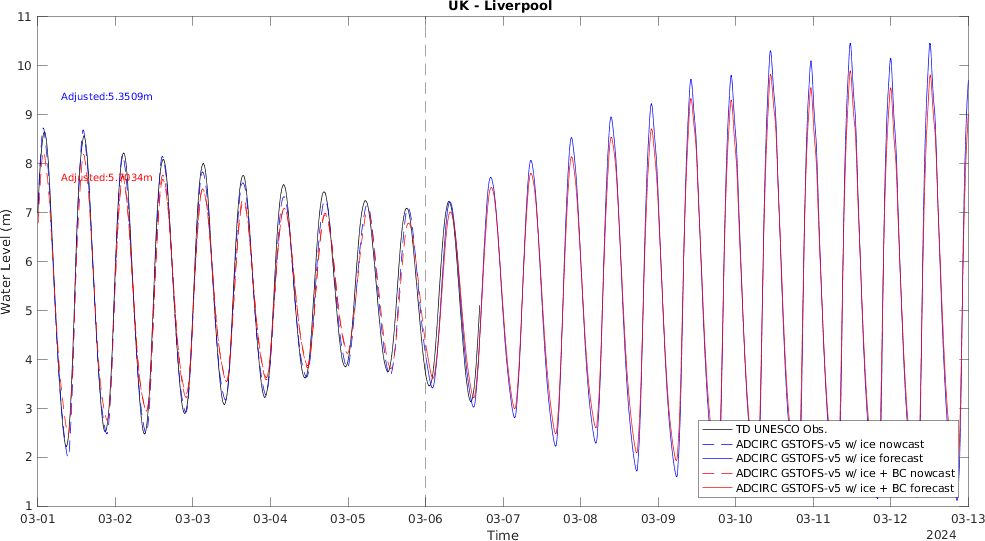 UK - Liverpool
11
10
9
8
7
6
5
4
3
2
1
Water Level (m)
Adjusted:5.3509m
TD UNESCO Obs.
ADCIRC GSTOFS-v5 w/ ice nowcast
ADCIRC GSTOFS-v5 w/ ice forecast
ADCIRC GSTOFS-v5 w/ ice + BC nowcast
ADCIRC GSTOFS-v5 w/ ice + BC forecast
03-01 03-02 03-03 03-04 03-05 03-06 03-07 03-08 03-09 03-10 03-11 03-12 03-13
Time
2024